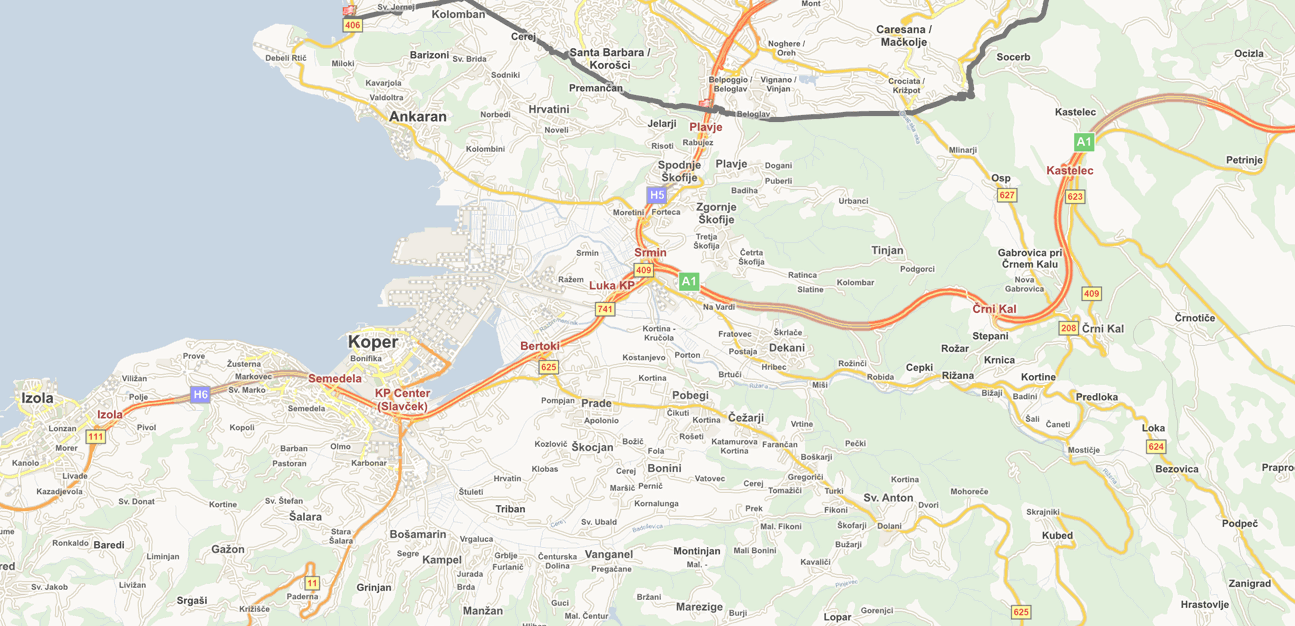 Sv. Jernej
Kolomban
Mont
406
Cerej
Caresana /
Mačkolje
Noghere /
Oreh
Santa Barbara /
Korošci
Debeli Rtič
Miloki
Barizoni
Sv. Brida
Socerb
Ocizla
Sodniki
Kavarjola
Valdoltra
Premančan
Belpoggio /
Beloglav
Vignano /
Vinjan
Crociata /
Križpot
Ankaran
Norbedi
Hrvatini
Beloglav
Kastelec
Noveli
Jelarji
Plavje
Rabujez
A1
Kolombini
Risoti
Mlinarji
Petrinje
Spodnje
Škofije
Plavje
Dogani
Kastelec
Puberli
Badiha
Osp
H5
627
623
Moretini
Forteca
Zgornje
Škofije
Urbanci
Tretja
Škofija
Srmin
Srmin
Četrta
Škofija
Tinjan
Gabrovica pri
Črnem Kalu
Podgorci
409
Ražem
Luka KP
A1
Ratinca
Slatine
Kolombar
Nova
Gabrovica
409
Na Vardi
741
Črni Kal
Črnotiče
Kortina -
Kručola
Fratovec
Škrlače
208
Črni Kal
Stepani
Koper
Bertoki
Postaja
Dekani
Rožar
Prove
Bonifika
Kostanjevo
Porton
Krnica
Žusterna
625
Hribec
Rožinči
Cepki
Viližan
Markovec
Semedela
Kortina
Brtuči
Robida
Rižana
Kortine
Sv. Marko
Miši
Rižana
Izola
Polje
H6
KP Center
(Slavček)
Pobegi
Bižaji
Badini
Predloka
Izola
Semedela
Pompjan
Prade
Čikuti
Čežarji
Lonzan
Pivol
Kopoli
Apolonio
Kortina
Vrtine
Šali
Čaneti
Loka
111
Morer
Barban
Olmo
Kozlovič
Škocjan
Božič
Rošeti
Katamurova
Kortina
Farančan
Pečki
Mostičje
624
Kanolo
Pastoran
Karbonar
Klobas
Fola
Bonini
Boškarji
Bezovica
Livade
Cerej
Praproč
Hrvatin
Maršič
Pernič
Vatovec
Cerej
Gregoriči
Kortina
Kazadjevola
Sv. Donat
Kortine
Sv. Štefan
Štuleti
Tomažiči
Turki
Sv. Anton
Mohoreče
Kornalunga
Triban
Prek
Fikoni
Dvori
Skrajniki
Šalara
Sv. Ubald
Mal. Fikoni
Škofarji
Dolani
Podpeč
Stara
Šalara
Bošamarin
Vrgaluca
Badaševica
Kubed
Ronkaldo
Baredi
Gažon
Segre
Kampel
Grblje
Furlanič
Čenturska
Dolina
Vanganel
Montinjan
Mali Bonini
Bužarji
Liminjan
Pregačane
Mal. -
Kavaliči
Jurada
Sv. Jakob
Livižan
11
Grinjan
Brda
Zanigrad
Paderna
Bržani
Srgaši
Križišče
Manžan
Guci
Marezige
Burji
Gorenjci
625
Hrastovlje
Mal. Čentur
Lopar